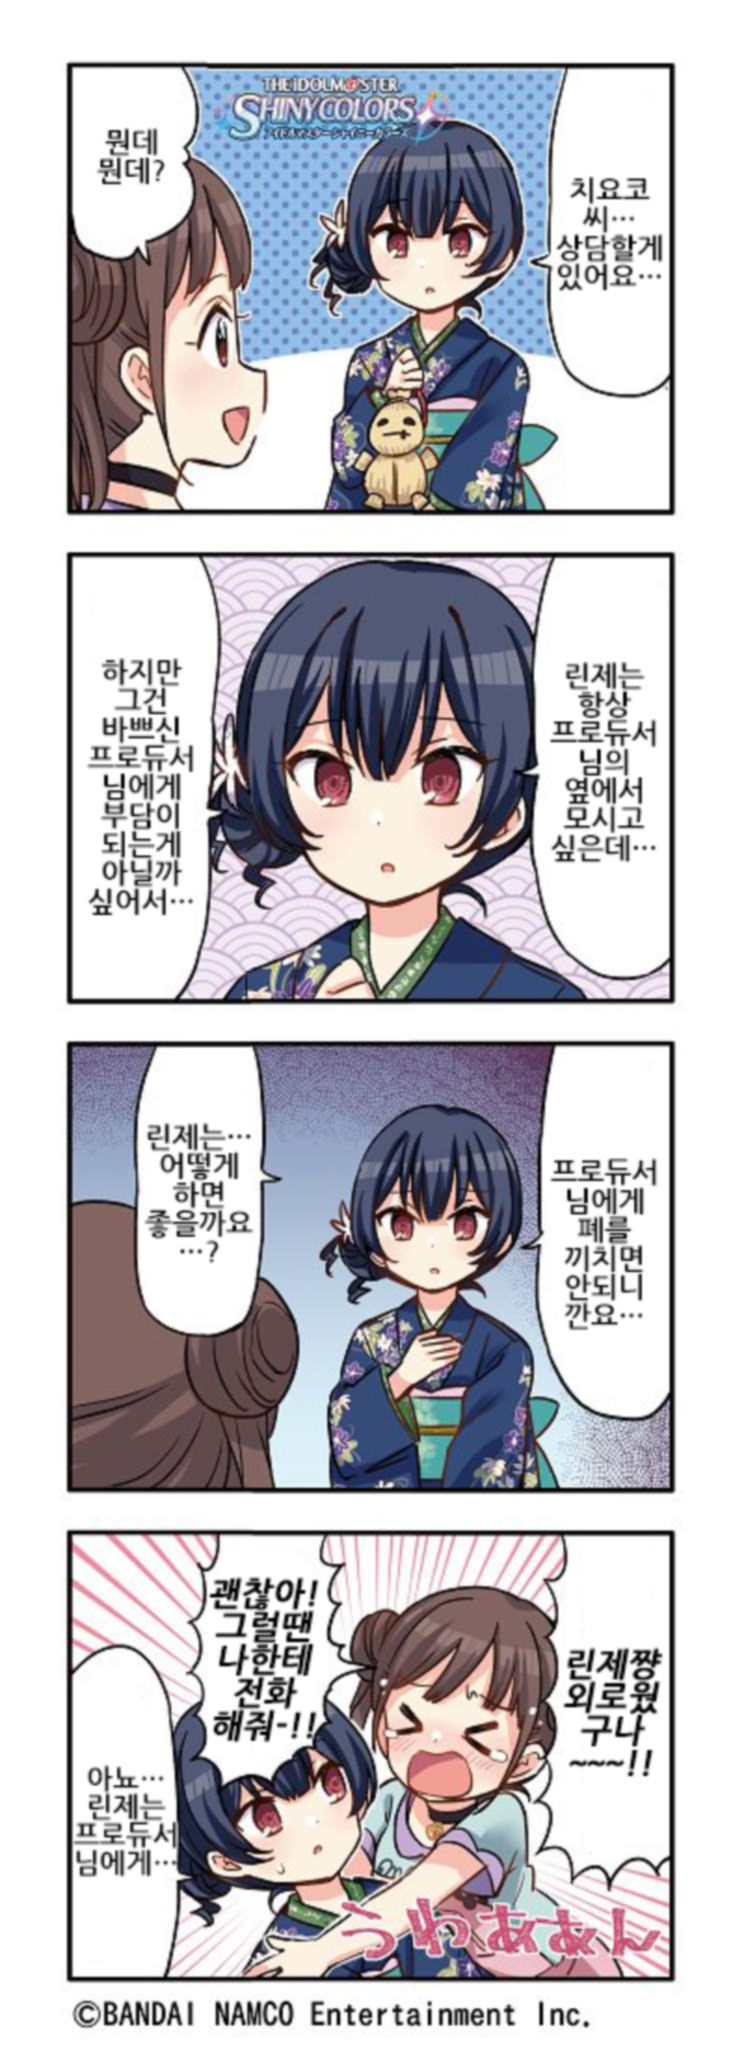 THE iDOLM@STER
SHINYCOLORS
アイドルマスターシャイニーカラーズ
치요코
씨…
상담할게
있어요…
뭔데
뭔데?
린제는
항상
프로듀서
님의
옆에서
모시고
싶은데…
하지만
그건
바쁘신
프로듀서
님에게
부담이
되는게
아닐까
싶어서…
프로듀서
님에게
폐를
끼치면
안되니
깐요…
린제는…
어떻게
하면
좋을까요
…?
린제쨩
외로웠
구나
~~~!!
괜찮아!
그럴땐
나한테
전화
해줘-!!
아뇨…
린제는
프로듀서
님에게…
うわああん
©BANDAI NAMCO Entertainment Inc.